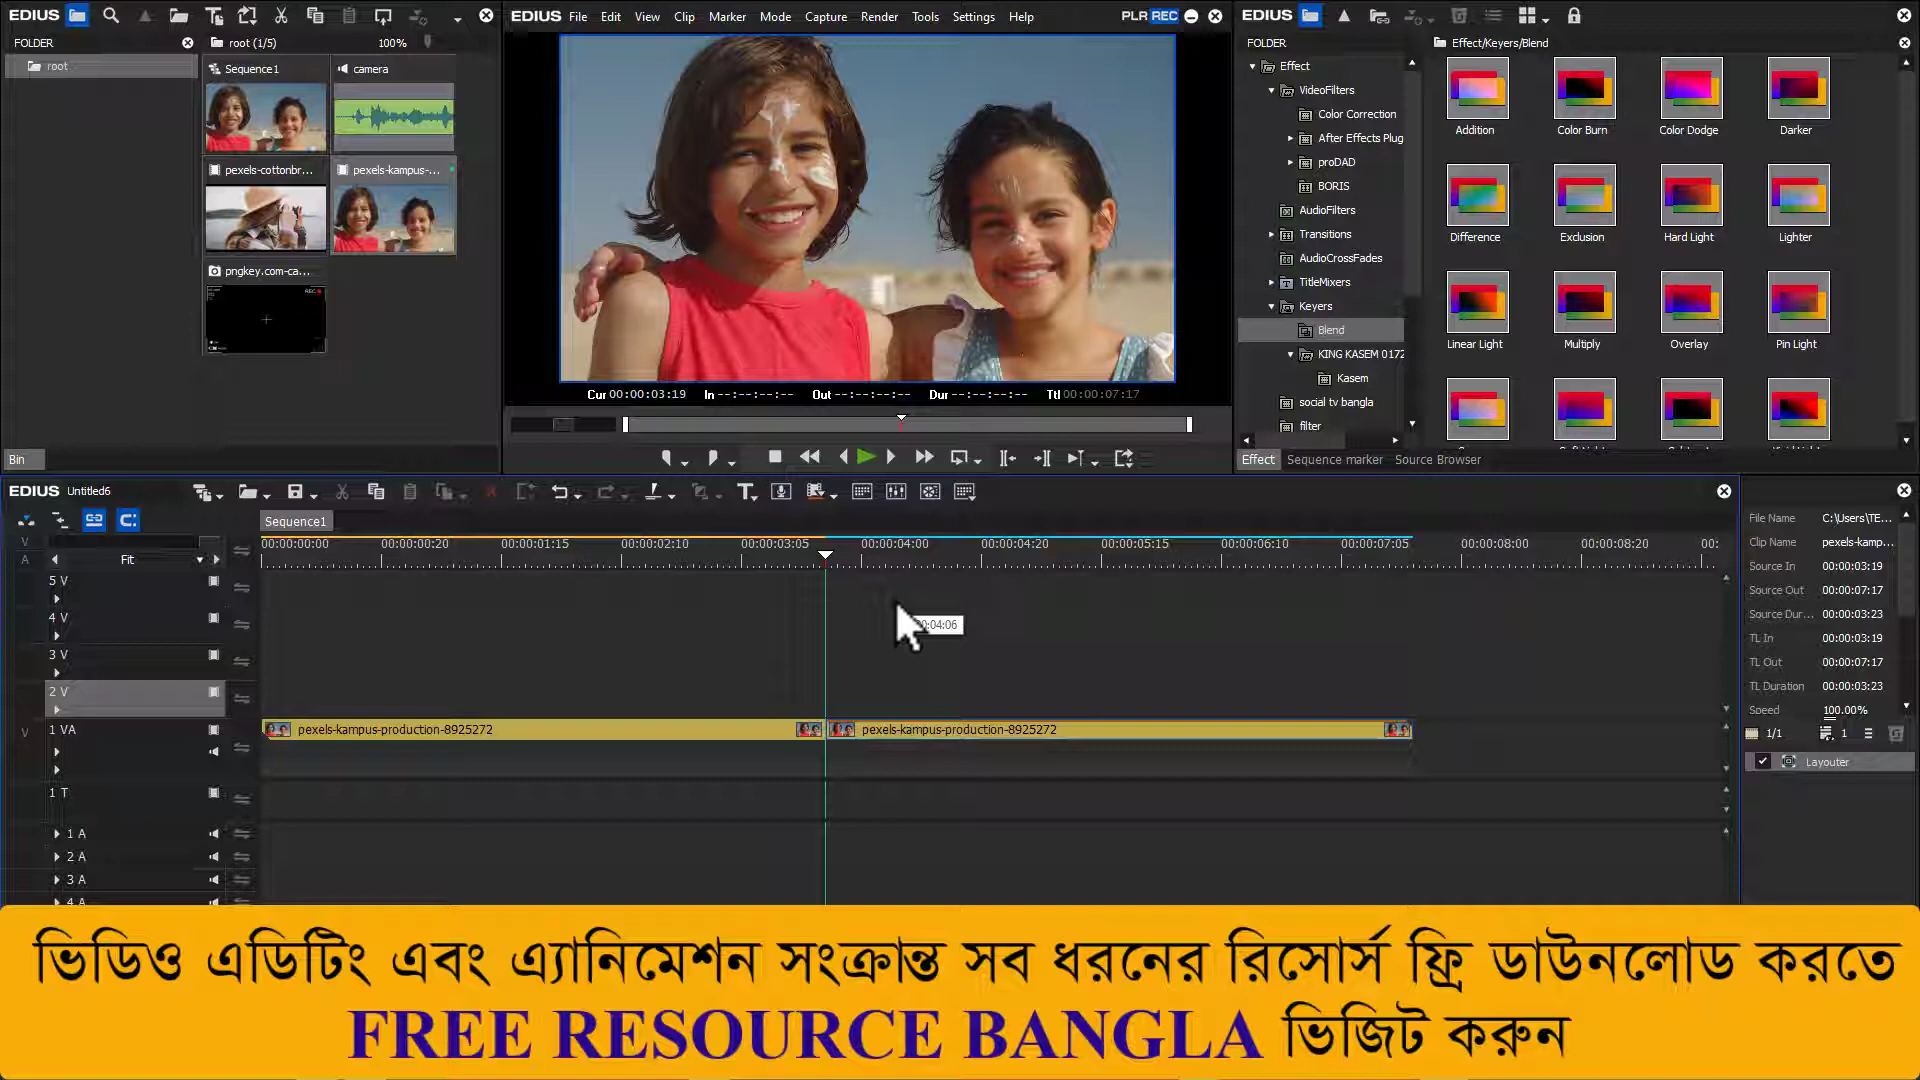 EDIUS
FOLDER
root
root (1/5)
100%
Sequence1
camera
pexels-cottonbr...
pexels-kampus-...
pngkey.com-ca...
Bin
EDIUS File Edit View Clip Marker Mode Capture Render Tools Settings Help
PLR REC
Cur 00:00:03:19 In --:--:--:-- Out --:--:--:-- Dur --:--:--:-- Ttl 00:00:07:17
EDIUS
FOLDER
Effect
VideoFilters
Color Correction
After Effects Plug
proDAD
BORIS
AudioFilters
Transitions
AudioCrossFades
TitleMixers
Keyers
Blend
KING KASEM 0172
Kasem
social tv bangla
filter
Effect/Keyers/Blend
Addition Color Burn Color Dodge Darker
Difference Exclusion Hard Light Lighter
Linear Light Multiply Overlay Pin Light
Effect Sequence marker Source Browser
EDIUS Untitled6
Sequence1
V
A
Fit
00:00:00:00 00:00:00:20 00:00:01:15 00:00:02:10 00:00:03:05 00:00:04:00 00:00:04:20 00:00:05:15 00:00:06:10 00:00:07:05 00:00:08:00 00:00:08:20 00:
5 V
4 V
:04:06
3 V
2 V
V
1 VA
pexels-kampus-production-8925272
pexels-kampus-production-8925272
1 T
1 A
2 A
3 A
4 A
File Name C:\Users\TE...
Clip Name pexels-kamp...
Source In 00:00:03:19
Source Out 00:00:07:17
Source Dur... 00:00:03:23
TL In 00:00:03:19
TL Out 00:00:07:17
TL Duration 00:00:03:23
Speed 100.00%
1/1
1
Layouter
ভিডিও এডিটিং এবং এ্যানিমেশন সংক্রান্ত সব ধরনের রিসোর্স ফ্রি ডাউনলোড করতে
FREE RESOURCE BANGLA ভিজিট করুন